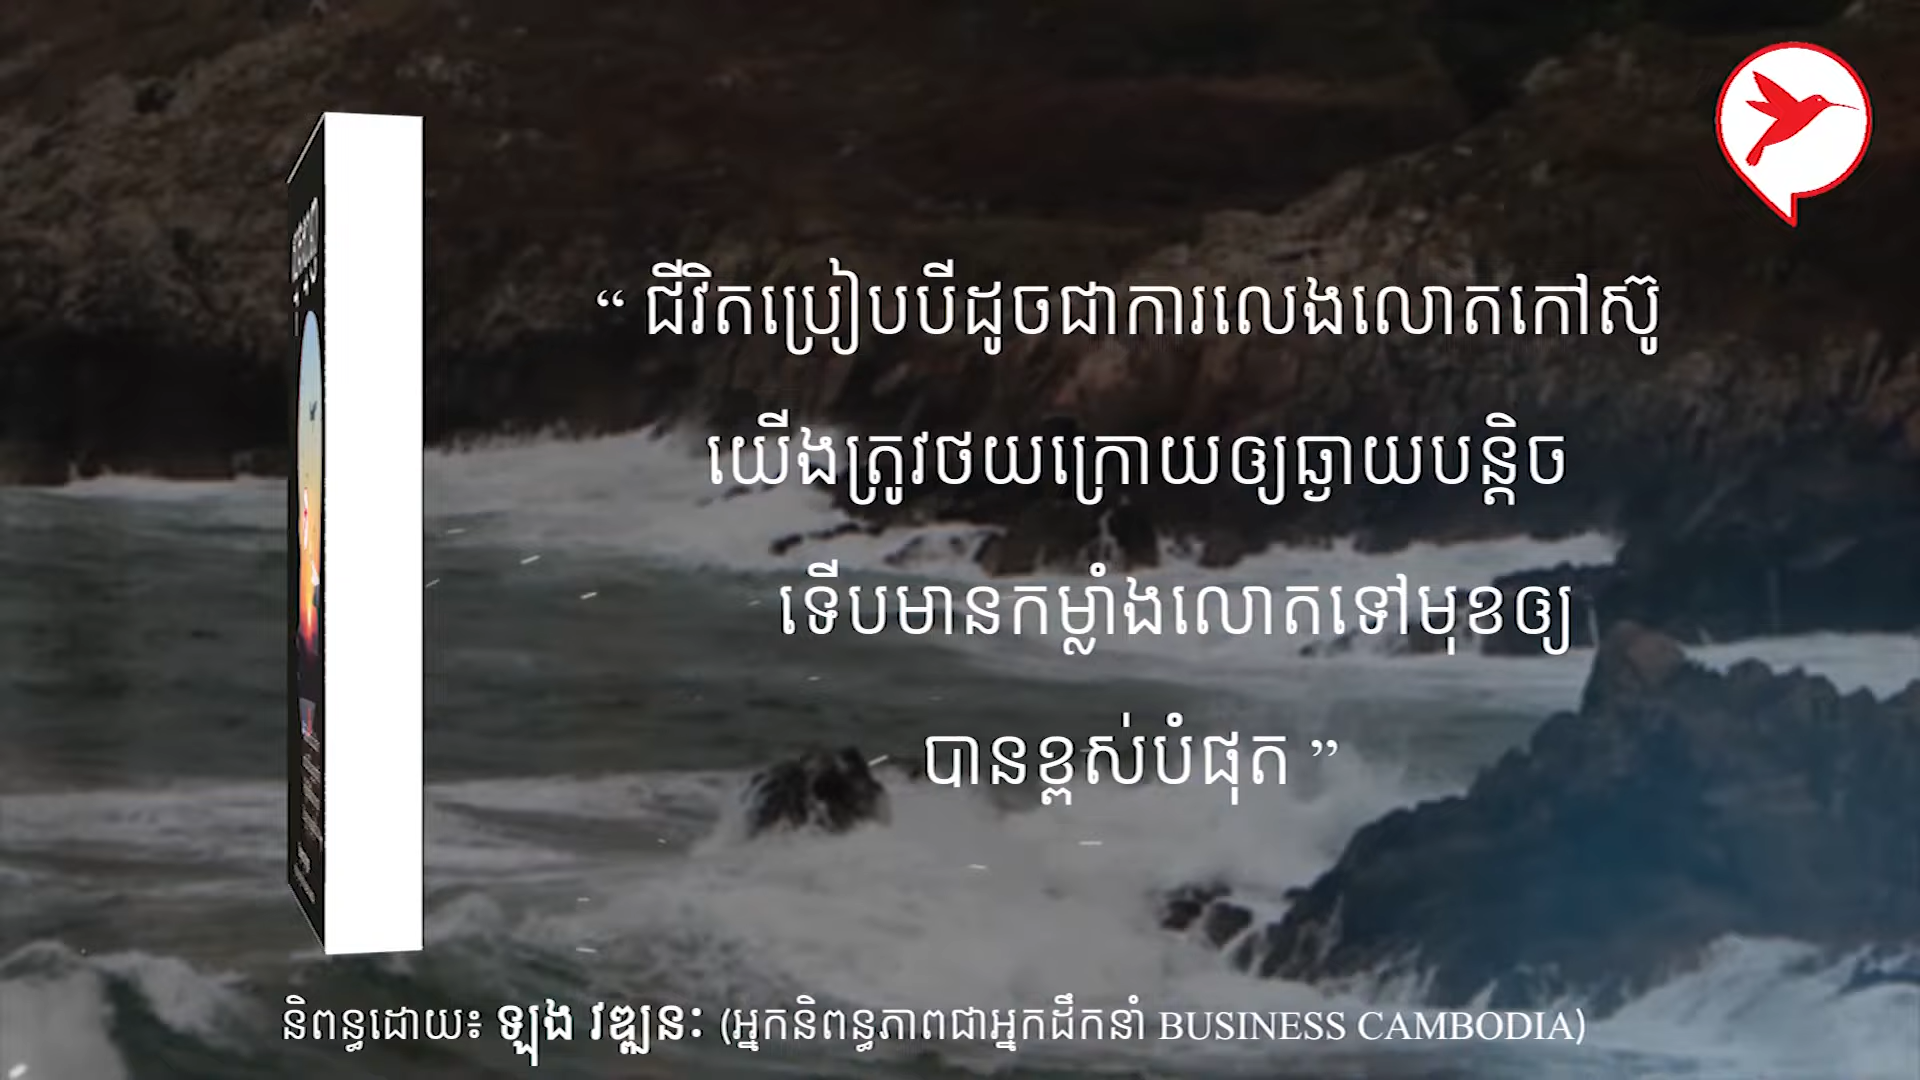 “ ជីវិតប្រៀបបីដូចជាការលេងលោតកៅស៊ូ
យើងត្រូវថយក្រោយឲ្យឆ្ងាយបន្តិច
ទើបមានកម្លាំងលោតទៅមុខឲ្យ
បានខ្ពស់បំផុត ”
និពន្ធដោយ៖ ឡុង វឌ្ឍនៈ (អ្នកនិពន្ធភាពជាអ្នកដឹកនាំ BUSINESS CAMBODIA)